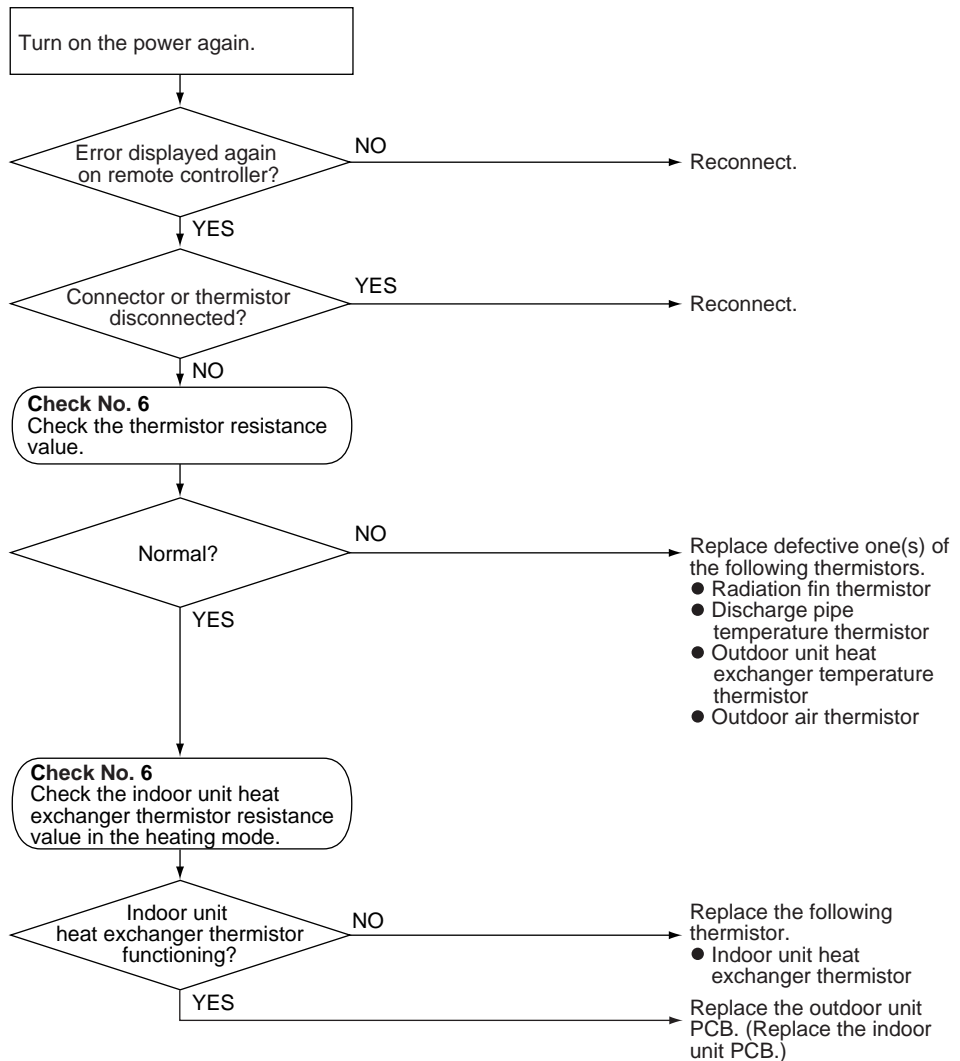 Turn on the power again.
Error displayed again
on remote controller?
NO
Reconnect.
YES
Connector or thermistor
disconnected?
YES
Reconnect.
NO
Check No. 6
Check the thermistor resistance
value.
Normal?
NO
Replace defective one(s) of
the following thermistors.
● Radiation fin thermistor
● Discharge pipe
temperature thermistor
● Outdoor unit heat
exchanger temperature
thermistor
● Outdoor air thermistor
YES
Check No. 6
Check the indoor unit heat
exchanger thermistor resistance
value in the heating mode.
Indoor unit
heat exchanger thermistor
functioning?
NO
Replace the following
thermistor.
● Indoor unit heat
exchanger thermistor
YES
Replace the outdoor unit
PCB. (Replace the indoor
unit PCB.)